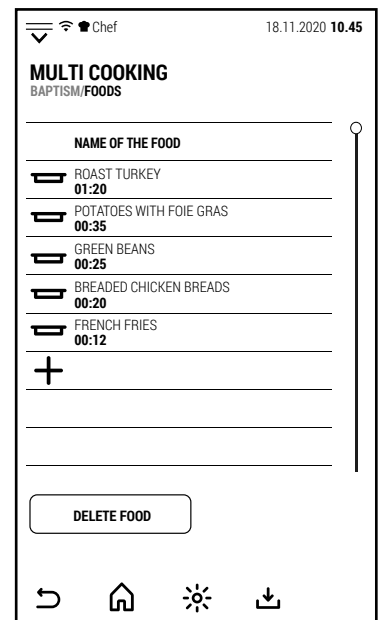 Chef 18.11.2020 10.45
MULTI COOKING
BAPTISM/FOODS
NAME OF THE FOOD
ROAST TURKEY
01:20
POTATOES WITH FOIE GRAS
00:35
GREEN BEANS
00:25
BREADED CHICKEN BREADS
00:20
FRENCH FRIES
00:12
DELETE FOOD